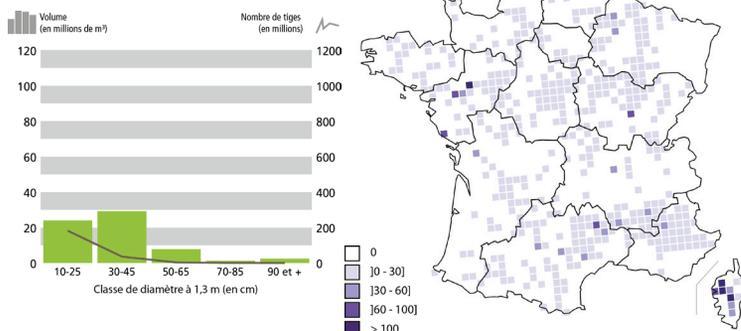 Volume
(en millions de m³)
Nombre de tiges
(en millions)
120
1200
100
1000
80
800
60
600
40
400
20
200
0
0
10-25
30-45
50-65
70-85
90 et +
Classe de diamètre à 1,3 m (en cm)
0
]0 - 30]
]30 - 60]
]60 - 100]
> 100